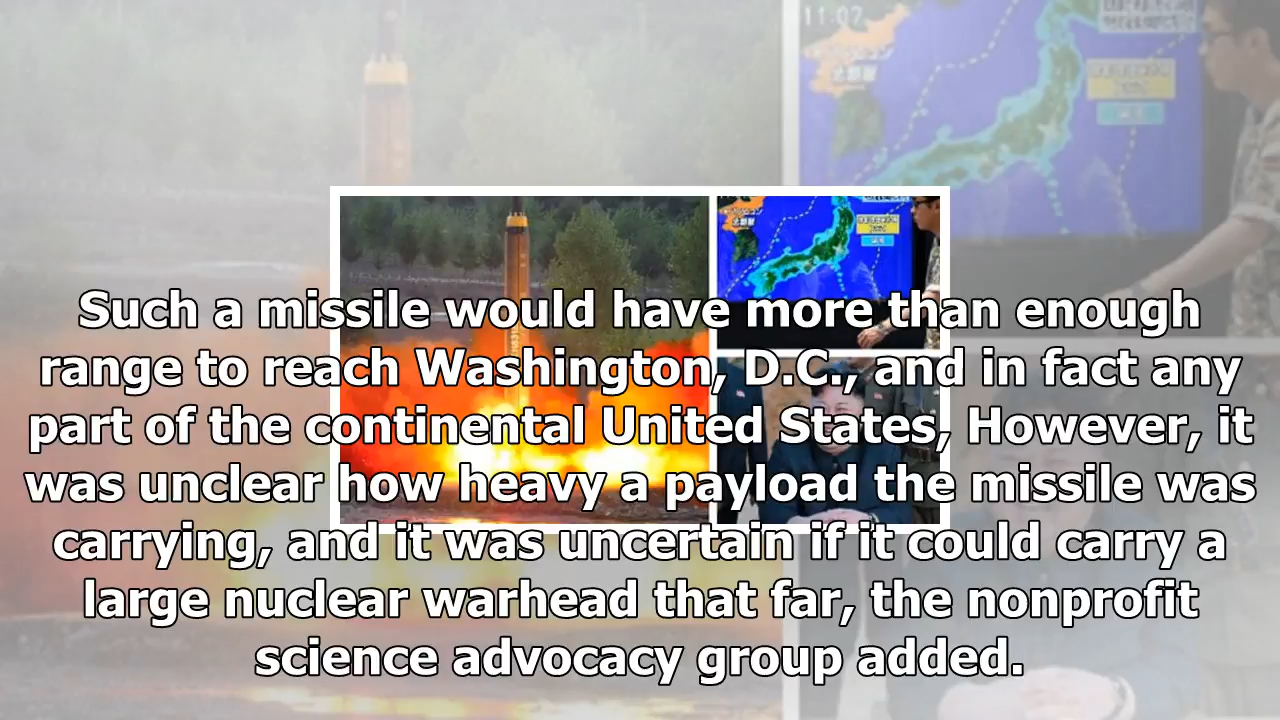 11:07
Such a missile would have more than enough
range to reach Washington, D.C., and in fact any
part of the continental United States, However, it
was unclear how heavy a payload the missile was
carrying, and it was uncertain if it could carry a
large nuclear warhead that far, the nonprofit
science advocacy group added.